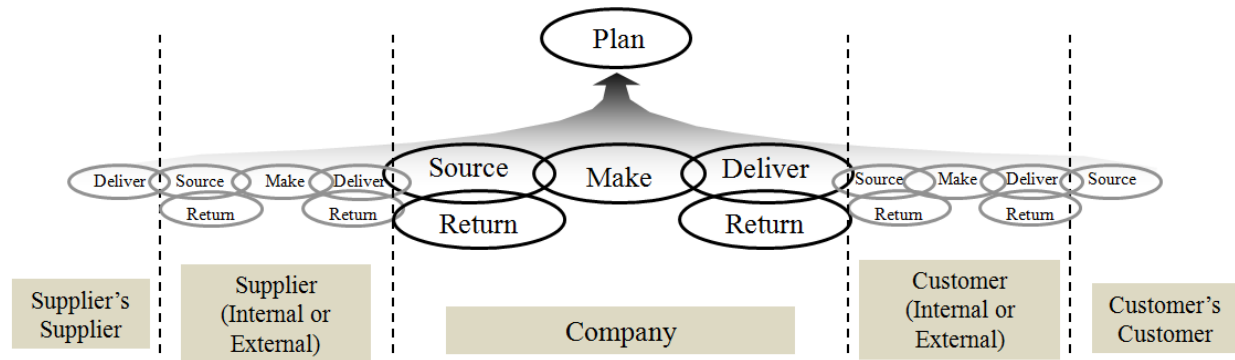 Plan
Deliver
Source
Make
Deliver
Source
Make
Deliver
Source
Make
Deliver
Source
Return
Return
Return
Return
Return
Return
Supplier's
Supplier
Supplier
(Internal or
External)
Company
Customer
(Internal or
External)
Customer's
Customer